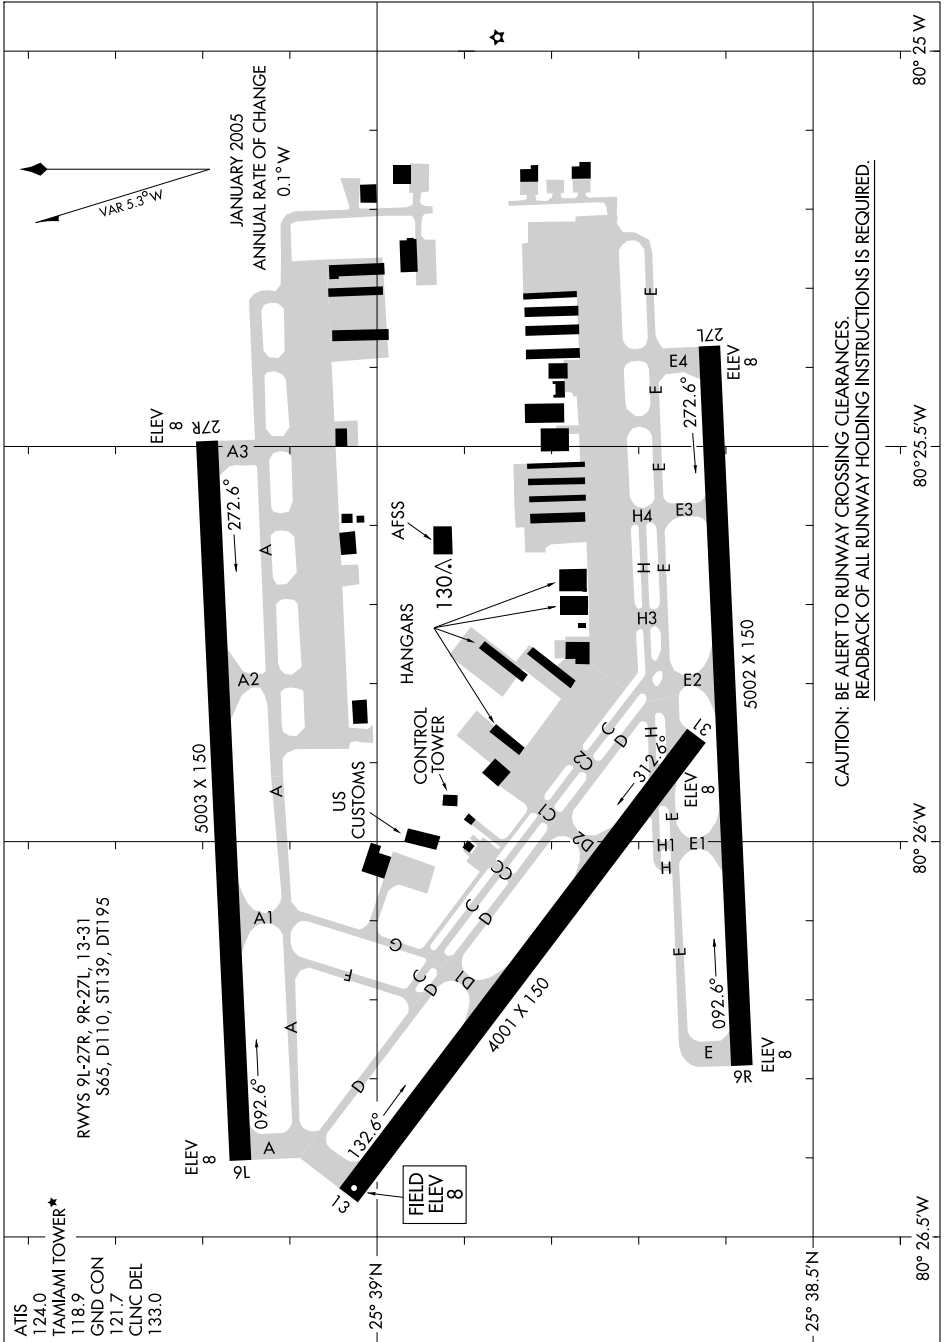 ATIS
124.0
TAMIAMI TOWER★
118.9
GND CON
121.7
CLNC DEL
133.0
RWYS 9L-27R, 9R-27L, 13-31
S65, D110, ST139, DT195
VAR 5.3° W
JANUARY 2005
ANNUAL RATE OF CHANGE
0.1° W
ELEV
8
9L
092.6°
A
5003 X 150
A
A1
A
A2
A
272.6°
A3
27R
ELEV
8
F
G
US
CUSTOMS
CONTROL
TOWER
HANGARS
AFSS
130
25° 39'N
FIELD
ELEV
8
13
132.6°
D
4001 X 150
C
D
D1
C
D
CC
C1
D2
C2
C
D
312.6°
31
ELEV
8
H
H3
H
H4
E
E
E
E
E4
E3
E2
E
H1
H
E1
E
E
9R
ELEV
8
092.6°
5002 X 150
272.6°
27L
ELEV
8
25° 38.5'N
80° 26.5'W
80° 26'W
80° 25.5'W
80° 25'W
CAUTION: BE ALERT TO RUNWAY CROSSING CLEARANCES.
READBACK OF ALL RUNWAY HOLDING INSTRUCTIONS IS REQUIRED.